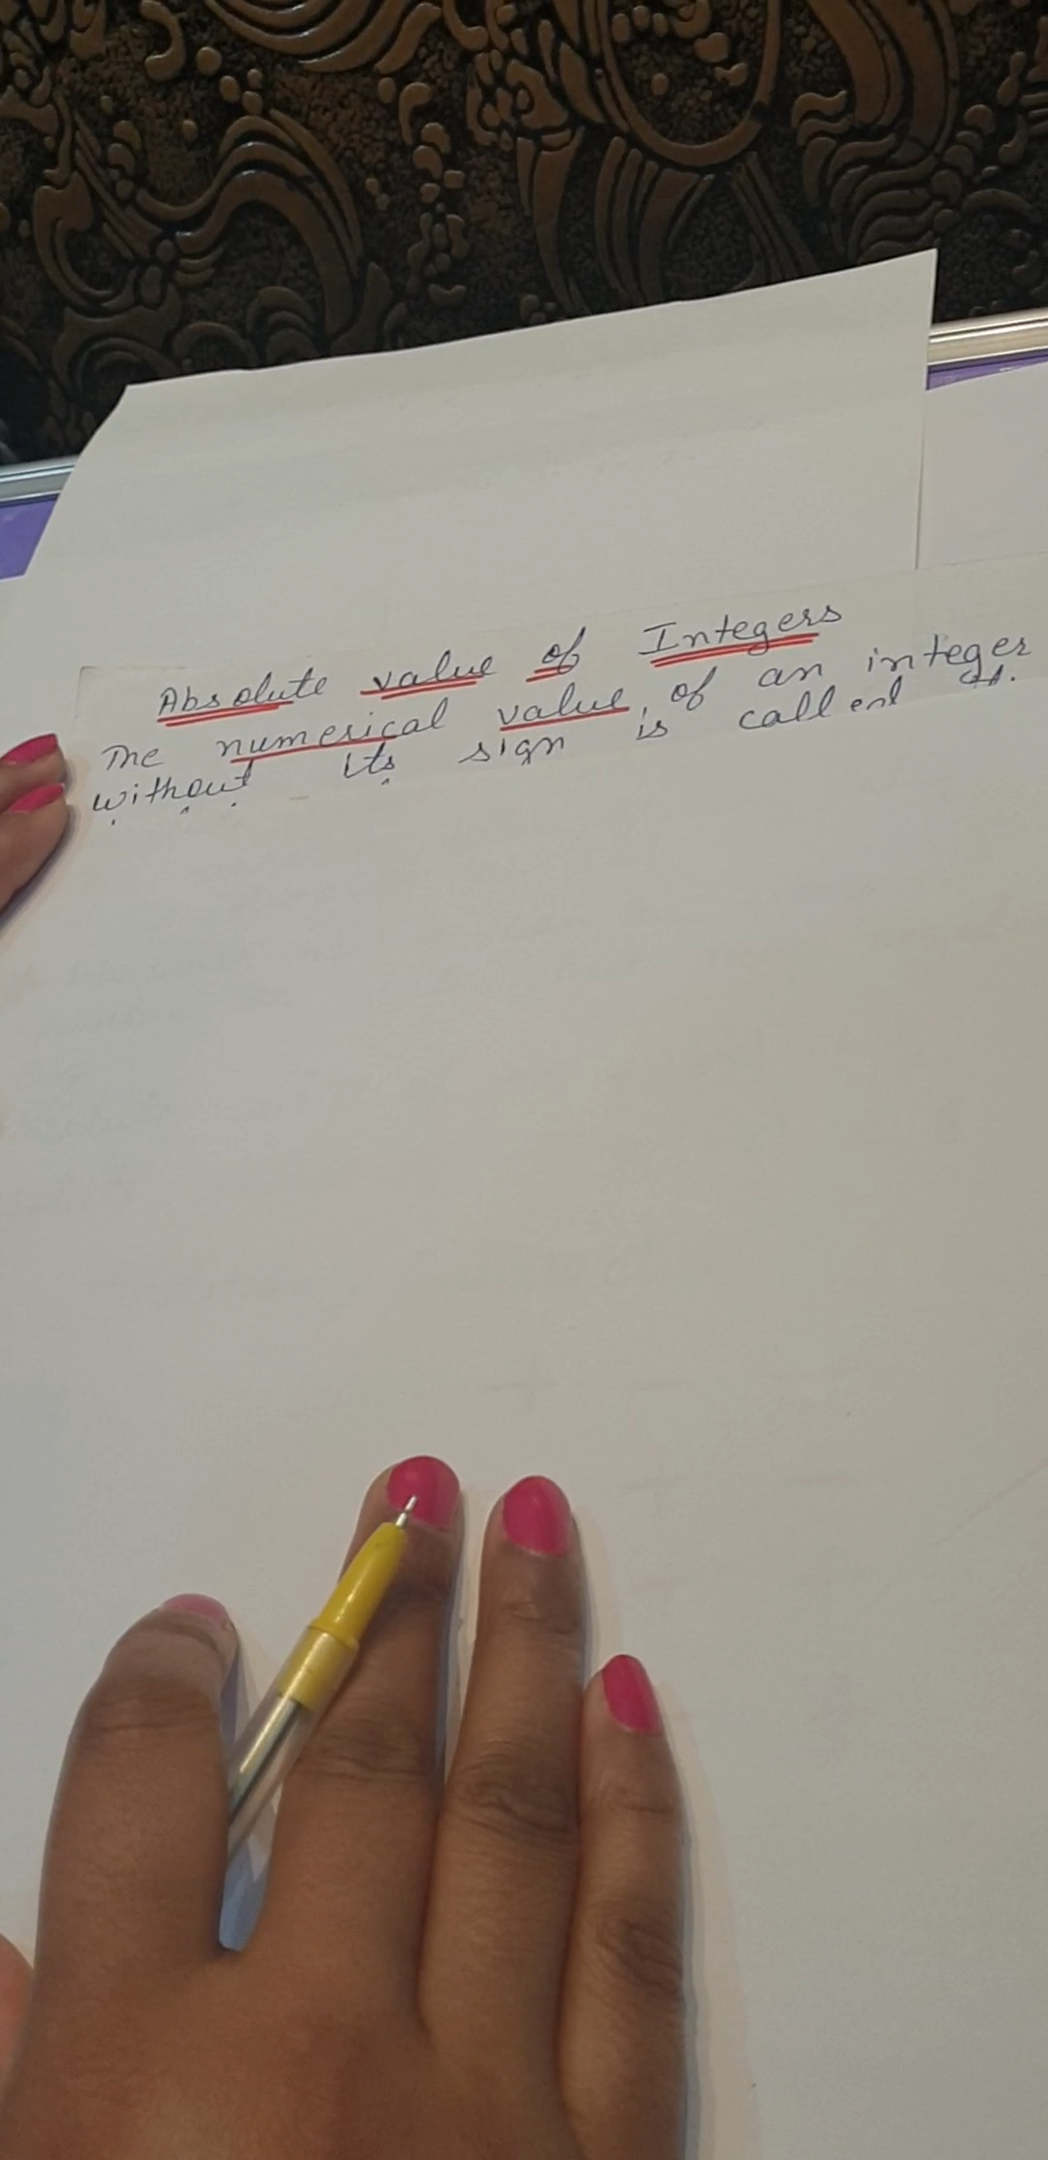 Absolute value of Integers
The numerical value of an integer
without its sign is called